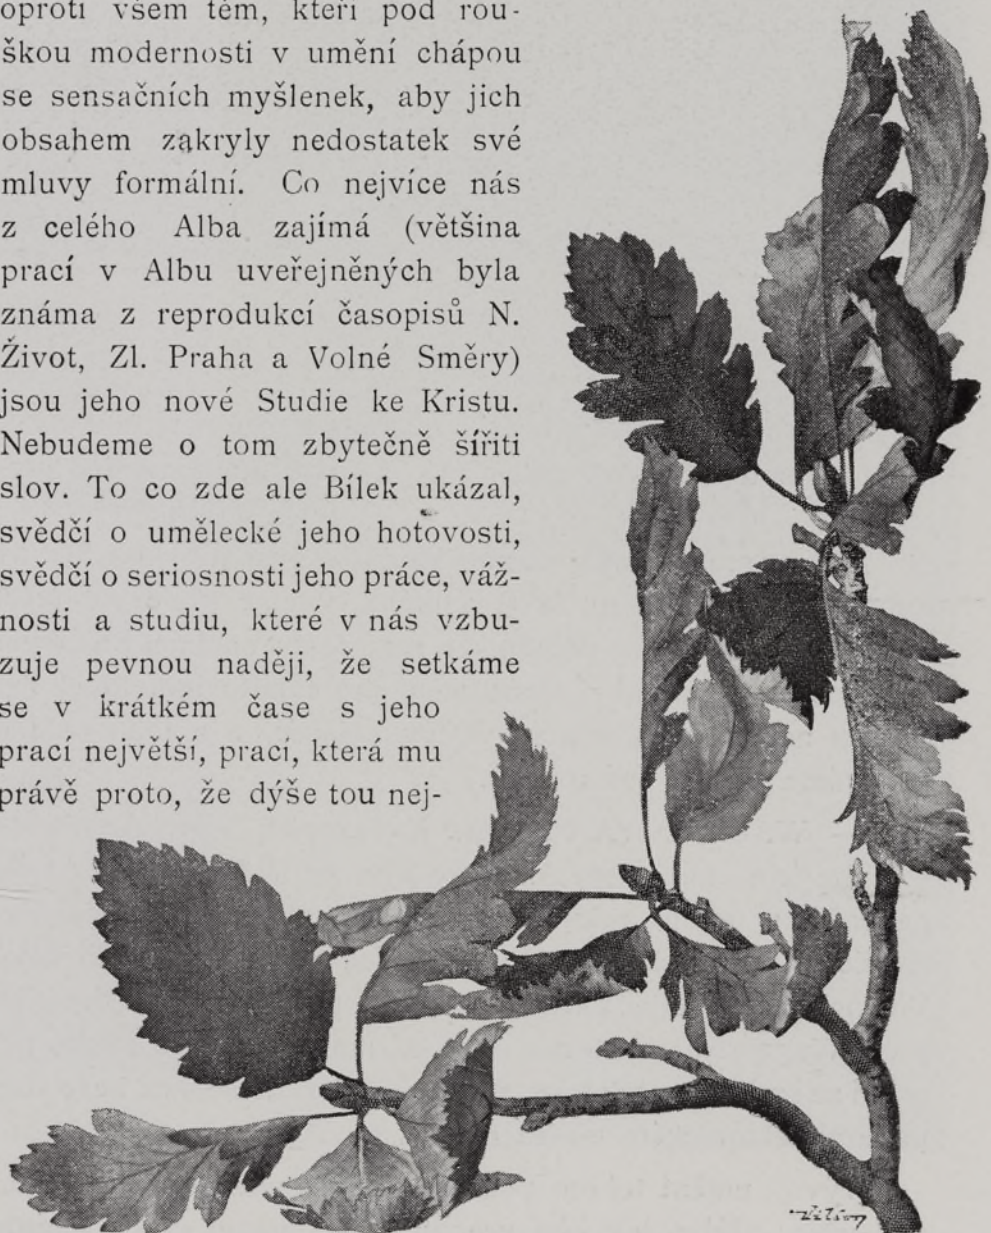 oproti všem těm, kteří pod rou-
škou modernosti v umění chápou
se sensačních myšlenek, aby jich
obsahem zakryly nedostatek své
mluvy formální. Co nejvíce nás
z celého Alba zajímá (většina
prací v Albu uveřejněných byla
známa z reprodukcí časopisů N.
Život, Zl. Praha a Volné Směry)
jsou jeho nové Studie ke Kristu.
Nebudeme o tom zbytečně šířiti
slov. To co zde ale Bílek ukázal,
svědčí o umělecké jeho hotovosti,
svědčí o seriosnosti jeho práce, váž-
nosti a studiu, které v nás vzbu-
zuje pevnou naději, že setkáme
se v krátkém čase s jeho
prací největší, prací, která mu
právě proto, že dýše tou nej-